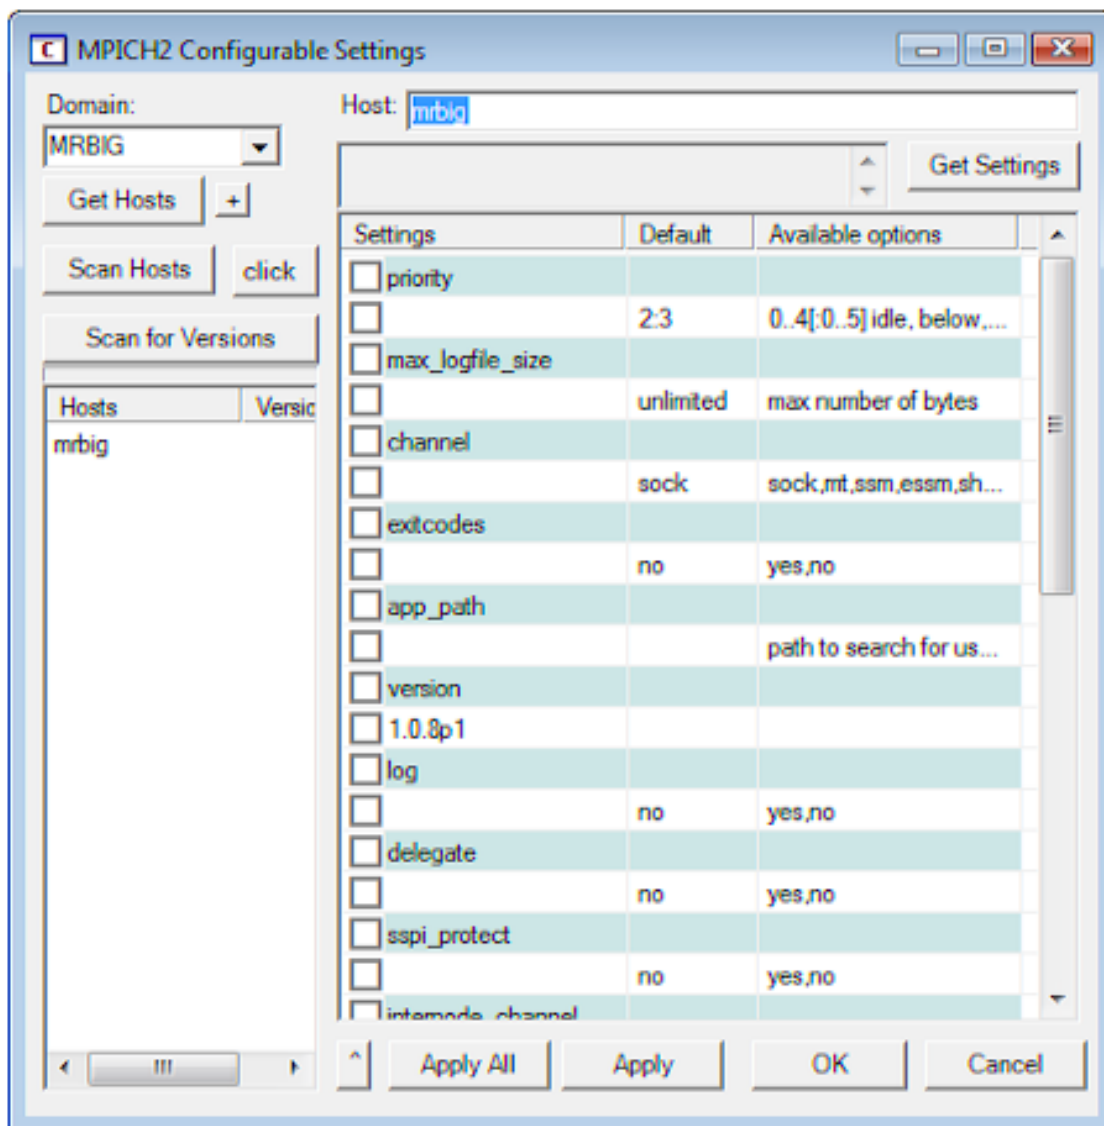 C MPICH2 Configurable Settings
Domain:
MRBIG
Get Hosts +
Scan Hosts click
Scan for Versions
Hosts Versic
mrbig
Host: mrbig
Get Settings
Settings Default Available options
priority
2:3 0..4[:0..5] idle, below,...
max_logfile_size
unlimited max number of bytes
channel
sock sock,mt,ssm,essm,sh...
exitcodes
no yes,no
app_path
path to search for us...
version
1.0.8p1
log
no yes,no
delegate
no yes,no
sspi_protect
no yes,no
internode_channel
^ Apply All Apply OK Cancel